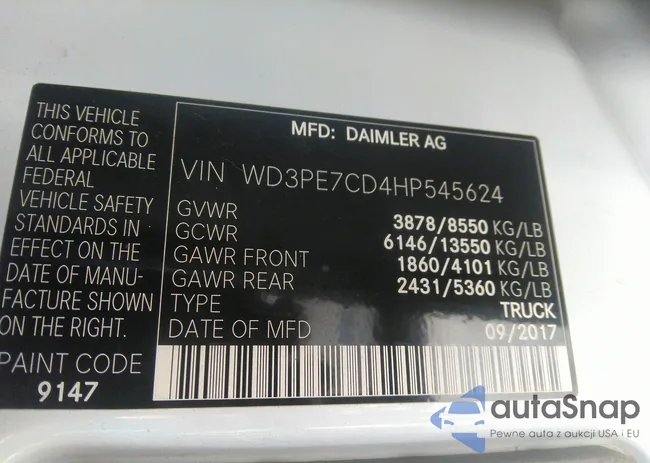 THIS VEHICLE
CONFORMS TO
ALL APPLICABLE
FEDERAL
VEHICLE SAFETY
STANDARDS IN
EFFECT ON THE
DATE OF MANU-
FACTURE SHOWN
ON THE RIGHT.
PAINT CODE
9147
MFD: DAIMLER AG
VIN WD3PE7CD4HP545624
GVWR 3878/8550 KG/LB
GCWR 6146/13550 KG/LB
GAWR FRONT 1860/4101 KG/LB
GAWR REAR 2431/5360 KG/LB
TYPE TRUCK
DATE OF MFD 09/2017
autaSnap
Pewne auta z aukcji USA i EU